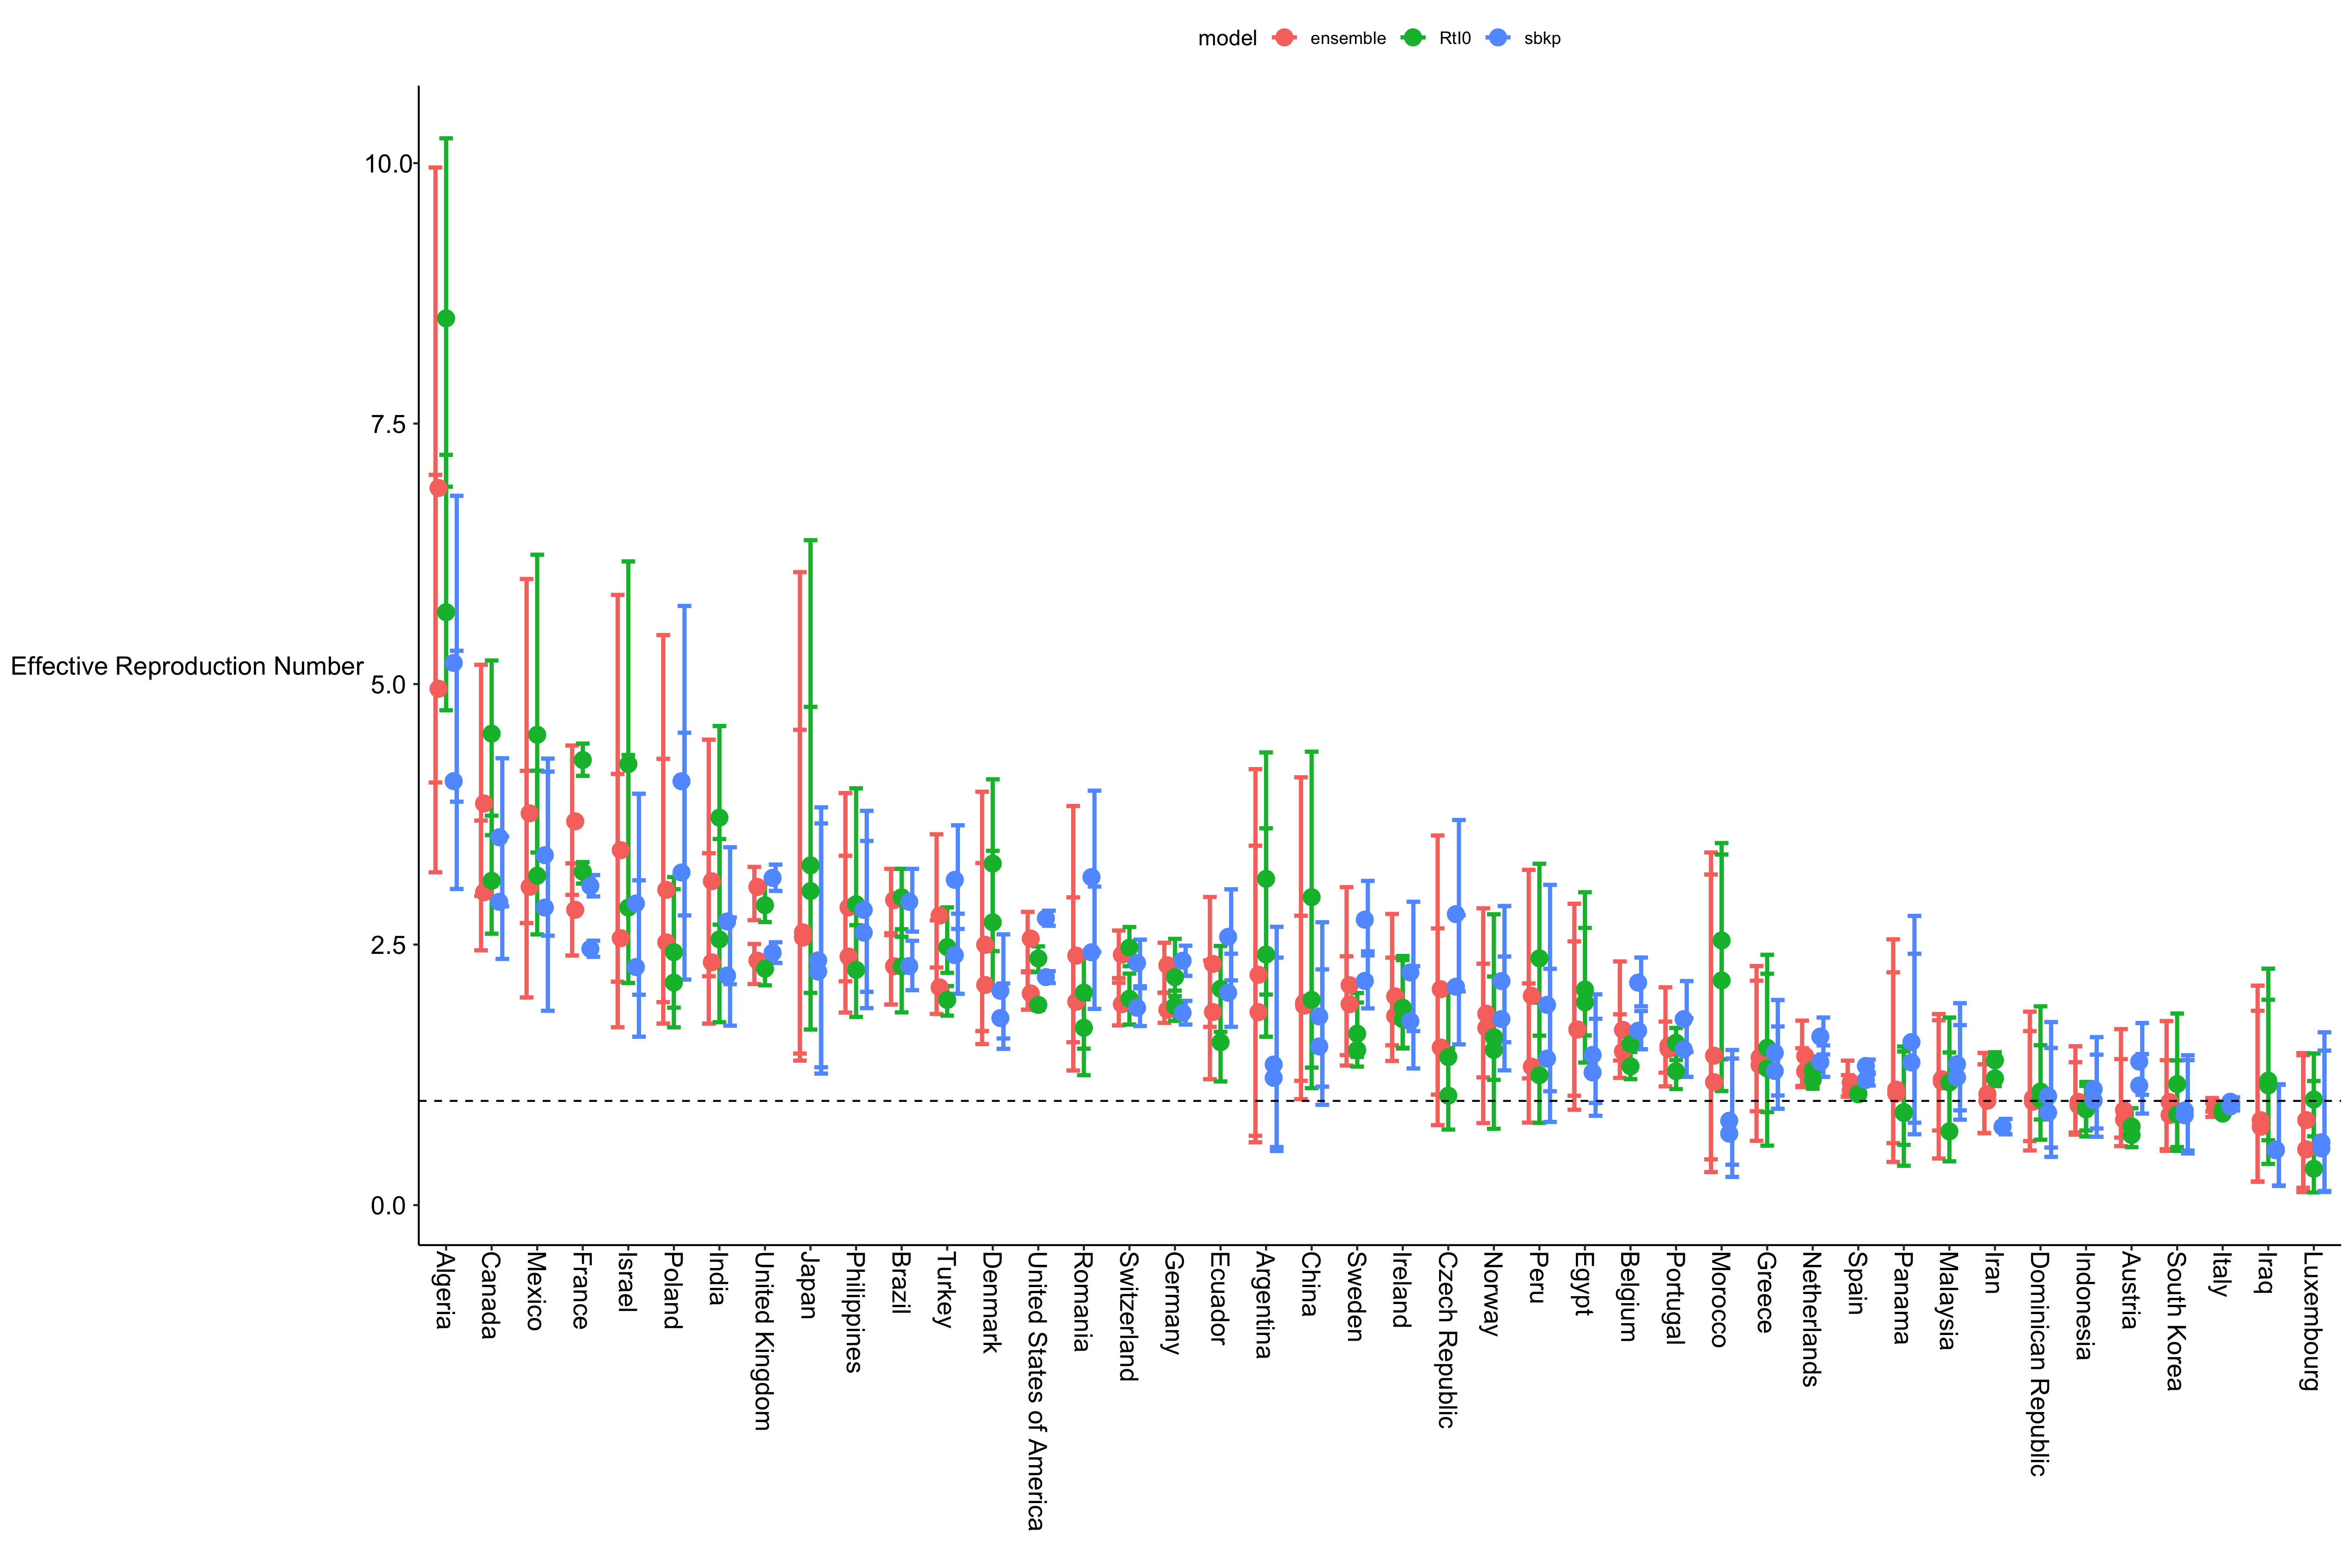 model ensemble RtI0 sbkp
10.0
7.5
Effective Reproduction Number
5.0
2.5
0.0
Algeria
Canada
Mexico
France
Israel
Poland
India
United Kingdom
Japan
Philippines
Brazil
Turkey
Denmark
United States of America
Romania
Switzerland
Germany
Ecuador
Argentina
China
Sweden
Ireland
Czech Republic
Norway
Peru
Egypt
Belgium
Portugal
Morocco
Greece
Netherlands
Spain
Panama
Malaysia
Iran
Dominican Republic
Indonesia
Austria
South Korea
Italy
Iraq
Luxembourg